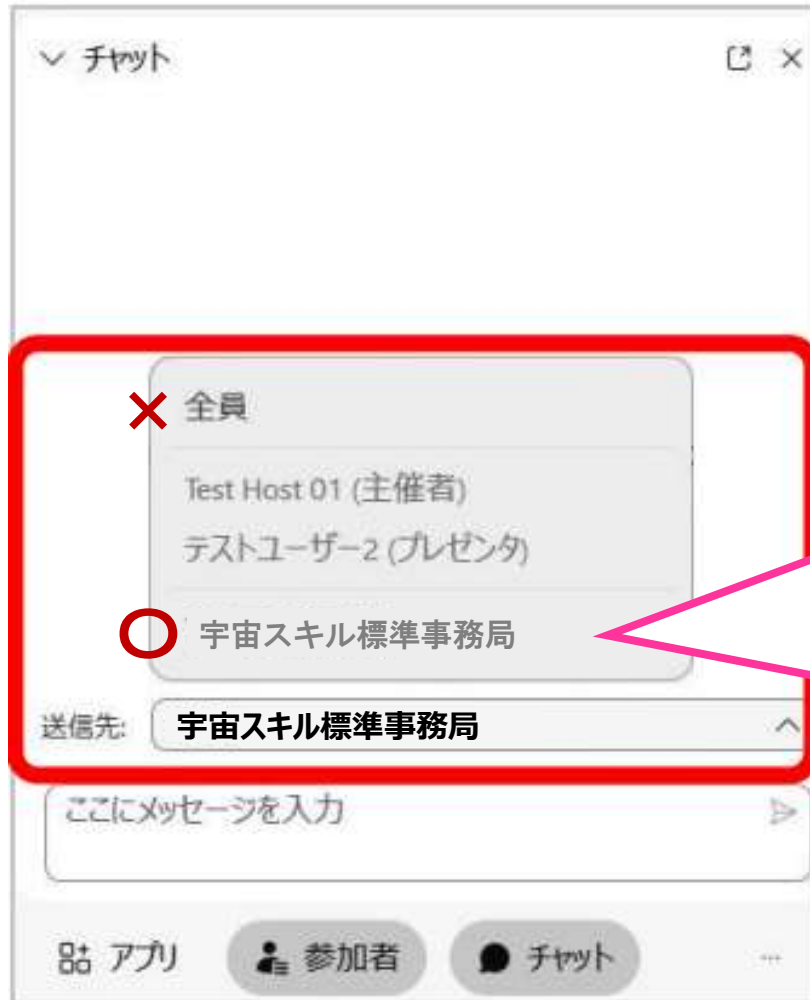 チャット
全員
Test Host 01 (主催者)
テストユーザー2 (プレゼンタ)
宇宙スキル標準事務局
送信先: 宇宙スキル標準事務局
ここにメッセージを入力
アプリ 参加者 チャット ...